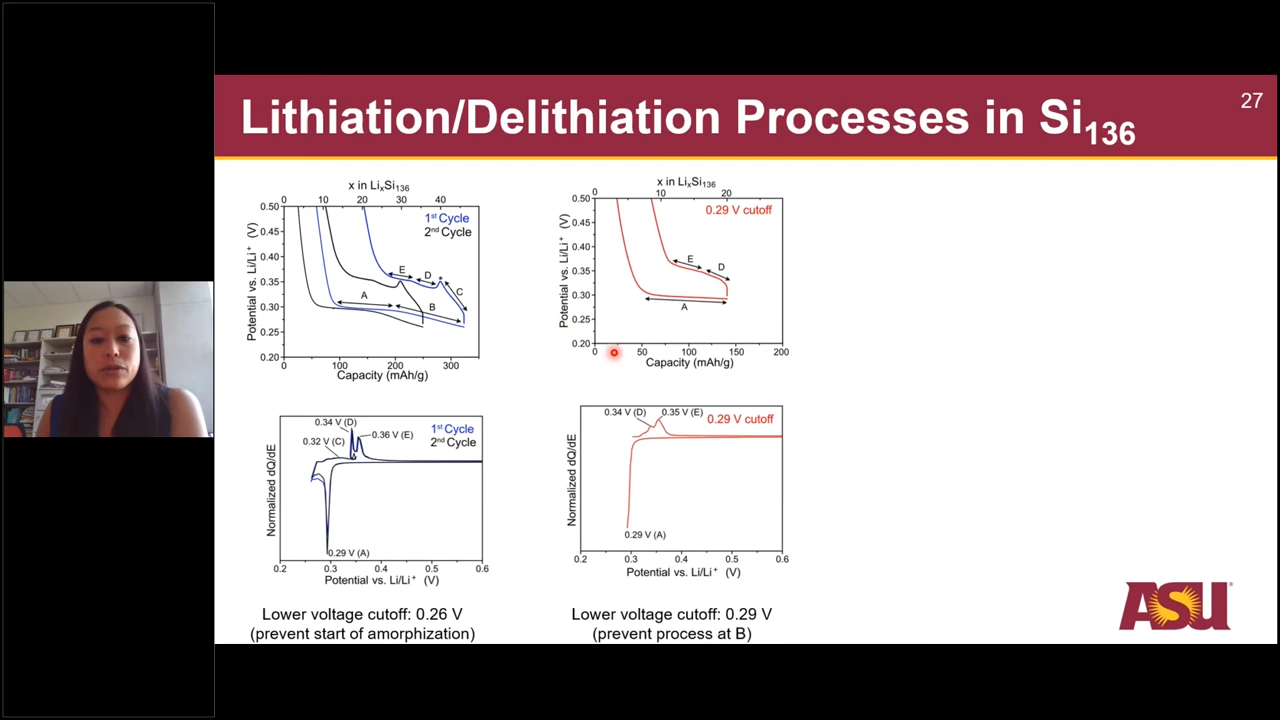 Lithiation/Delithiation Processes in Si136
27
x in LixSi136
0 10 20 30 40
0.50
0.45
0.40
0.35
0.30
0.25
0.20
Potential vs. Li/Li+ (V)
1st Cycle
2nd Cycle
E
D
*
C
A
B
0 100 200 300
Capacity (mAh/g)
x in LixSi136
0 10 20
0.50
0.45
0.40
0.35
0.30
0.25
0.20
Potential vs. Li/Li+ (V)
0.29 V cutoff
E
D
A
0 50 100 150 200
Capacity (mAh/g)
Normalized dQ/dE
0.34 V (D)
0.32 V (C)
0.36 V (E)
1st Cycle
2nd Cycle
0.29 V (A)
0.2 0.3 0.4 0.5 0.6
Potential vs. Li/Li+ (V)
Normalized dQ/dE
0.34 V (D)
0.35 V (E)
0.29 V cutoff
0.29 V (A)
0.2 0.3 0.4 0.5 0.6
Potential vs. Li/Li+ (V)
Lower voltage cutoff: 0.26 V
(prevent start of amorphization)
Lower voltage cutoff: 0.29 V
(prevent process at B)
ASU